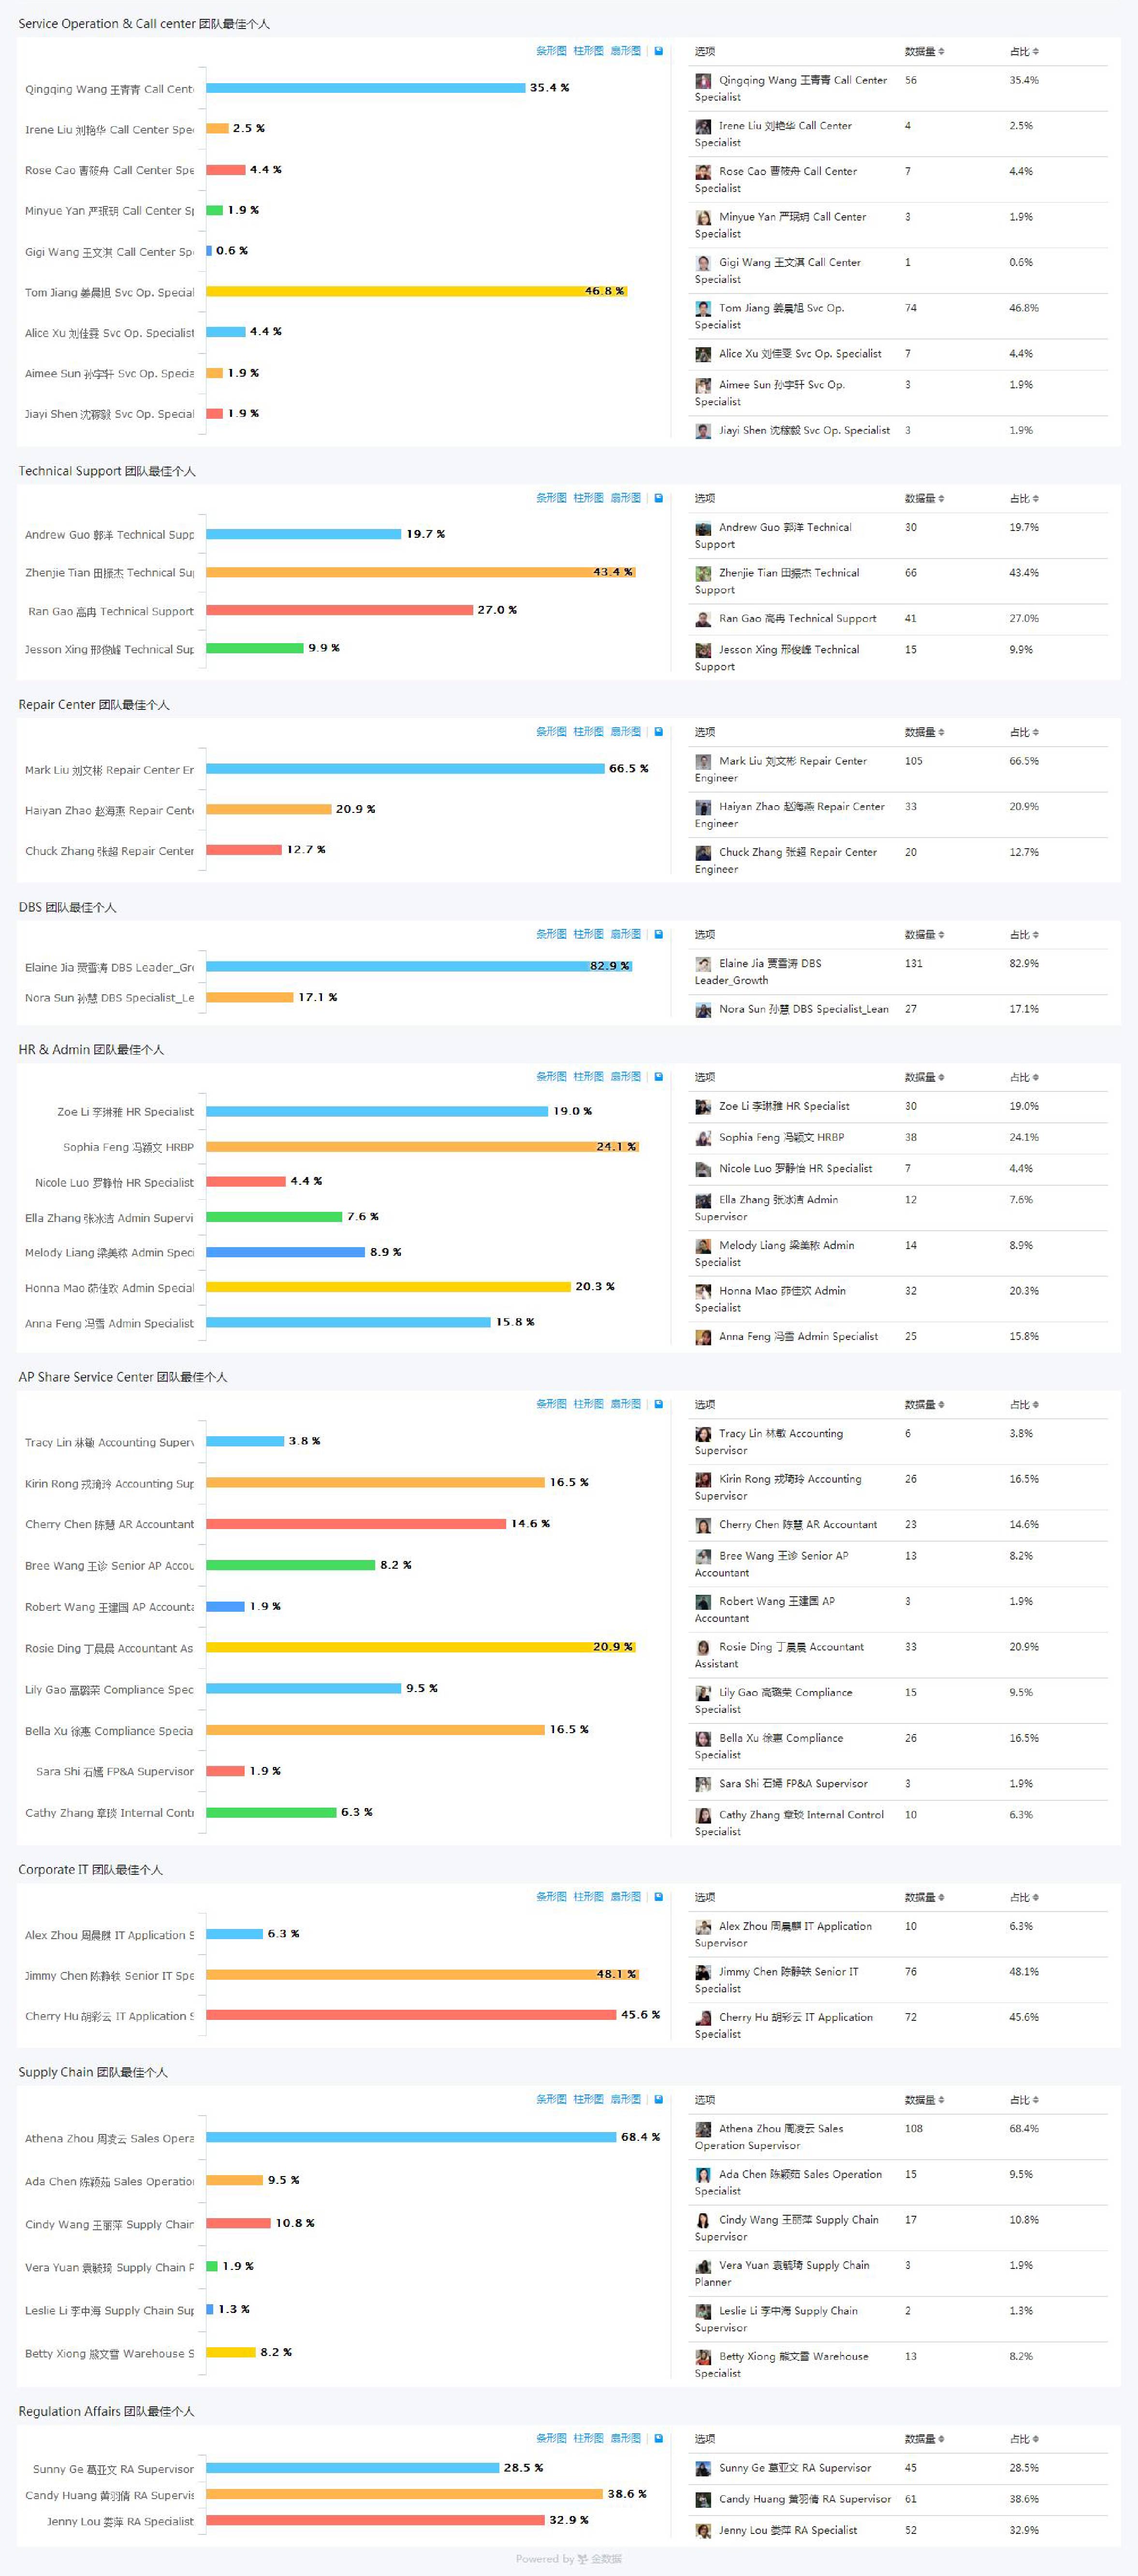 Service Operation & Call center 团队最佳个人
条形图 柱形图 扇形图
Qingqing Wang 王青青 Call Cent
35.4 %
Irene Liu 刘艳华 Call Center Spe
2.5 %
Rose Cao 曹筱舟 Call Center Spe
4.4 %
Minyue Yan 严珉玥 Call Center S
1.9 %
Gigi Wang 王文淇 Call Center Sp
0.6 %
Tom Jiang 姜晨旭 Svc Op. Special
46.8 %
Alice Xu 刘佳雯 Svc Op. Specialist
4.4 %
Aimee Sun 孙宇轩 Svc Op. Specia
1.9 %
Jiayi Shen 沈稼毅 Svc Op. Special
1.9 %
选项 数据量 占比
Qingqing Wang 王青青 Call Center 56 35.4%
Specialist
Irene Liu 刘艳华 Call Center 4 2.5%
Specialist
Rose Cao 曹筱舟 Call Center 7 4.4%
Specialist
Minyue Yan 严珉玥 Call Center 3 1.9%
Specialist
Gigi Wang 王文淇 Call Center 1 0.6%
Specialist
Tom Jiang 姜晨旭 Svc Op. 74 46.8%
Specialist
Alice Xu 刘佳雯 Svc Op. Specialist 7 4.4%
Aimee Sun 孙宇轩 Svc Op. 3 1.9%
Specialist
Jiayi Shen 沈稼毅 Svc Op. Specialist 3 1.9%
Technical Support 团队最佳个人
条形图 柱形图 扇形图
Andrew Guo 郭洋 Technical Supp
19.7 %
Zhenjie Tian 田振杰 Technical Su
43.4 %
Ran Gao 高冉 Technical Support
27.0 %
Jesson Xing 邢俊峰 Technical Sup
9.9 %
选项 数据量 占比
Andrew Guo 郭洋 Technical 30 19.7%
Support
Zhenjie Tian 田振杰 Technical 66 43.4%
Support
Ran Gao 高冉 Technical Support 41 27.0%
Jesson Xing 邢俊峰 Technical 15 9.9%
Support
Repair Center 团队最佳个人
条形图 柱形图 扇形图
Mark Liu 刘文彬 Repair Center Er
66.5 %
Haiyan Zhao 赵海燕 Repair Cente
20.9 %
Chuck Zhang 张超 Repair Center
12.7 %
选项 数据量 占比
Mark Liu 刘文彬 Repair Center 105 66.5%
Engineer
Haiyan Zhao 赵海燕 Repair Center 33 20.9%
Engineer
Chuck Zhang 张超 Repair Center 20 12.7%
Engineer
DBS 团队最佳个人
条形图 柱形图 扇形图
Elaine Jia 贾雪涛 DBS Leader_Gr
82.9 %
Nora Sun 孙慧 DBS Specialist_Le
17.1 %
选项 数据量 占比
Elaine Jia 贾雪涛 DBS 131 82.9%
Leader_Growth
Nora Sun 孙慧 DBS Specialist_Lean 27 17.1%
HR & Admin 团队最佳个人
条形图 柱形图 扇形图
Zoe Li 李琳雅 HR Specialist
19.0 %
Sophia Feng 冯颖文 HRBP
24.1 %
Nicole Luo 罗静怡 HR Specialist
4.4 %
Ella Zhang 张冰洁 Admin Supervi
7.6 %
Melody Liang 梁美秾 Admin Speci
8.9 %
Honna Mao 茆佳欢 Admin Special
20.3 %
Anna Feng 冯雪 Admin Specialist
15.8 %
选项 数据量 占比
Zoe Li 李琳雅 HR Specialist 30 19.0%
Sophia Feng 冯颖文 HRBP 38 24.1%
Nicole Luo 罗静怡 HR Specialist 7 4.4%
Ella Zhang 张冰洁 Admin 12 7.6%
Supervisor
Melody Liang 梁美秾 Admin 14 8.9%
Specialist
Honna Mao 茆佳欢 Admin 32 20.3%
Specialist
Anna Feng 冯雪 Admin Specialist 25 15.8%
AP Share Service Center 团队最佳个人
条形图 柱形图 扇形图
Tracy Lin 林敏 Accounting Superv
3.8 %
Kirin Rong 戎琦玲 Accounting Sup
16.5 %
Cherry Chen 陈慧 AR Accountant
14.6 %
Bree Wang 王诊 Senior AP Accou
8.2 %
Robert Wang 王建国 AP Accounta
1.9 %
Rosie Ding 丁晨晨 Accountant As
20.9 %
Lily Gao 高璐荣 Compliance Spec
9.5 %
Bella Xu 徐惠 Compliance Specia
16.5 %
Sara Shi 石嫣 FP&A Supervisor
1.9 %
Cathy Zhang 章琰 Internal Contr
6.3 %
选项 数据量 占比
Tracy Lin 林敏 Accounting 6 3.8%
Supervisor
Kirin Rong 戎琦玲 Accounting 26 16.5%
Supervisor
Cherry Chen 陈慧 AR Accountant 23 14.6%
Bree Wang 王诊 Senior AP 13 8.2%
Accountant
Robert Wang 王建国 AP 3 1.9%
Accountant
Rosie Ding 丁晨晨 Accountant 33 20.9%
Assistant
Lily Gao 高璐荣 Compliance 15 9.5%
Specialist
Bella Xu 徐惠 Compliance 26 16.5%
Specialist
Sara Shi 石嫣 FP&A Supervisor 3 1.9%
Cathy Zhang 章琰 Internal Control 10 6.3%
Specialist
Corporate IT 团队最佳个人
条形图 柱形图 扇形图
Alex Zhou 周晨麒 IT Application S
6.3 %
Jimmy Chen 陈静轶 Senior IT Spe
48.1 %
Cherry Hu 胡彩云 IT Application S
45.6 %
选项 数据量 占比
Alex Zhou 周晨麒 IT Application 10 6.3%
Supervisor
Jimmy Chen 陈静轶 Senior IT 76 48.1%
Specialist
Cherry Hu 胡彩云 IT Application 72 45.6%
Specialist
Supply Chain 团队最佳个人
条形图 柱形图 扇形图
Athena Zhou 周凌云 Sales Opera
68.4 %
Ada Chen 陈颖茹 Sales Operation
9.5 %
Cindy Wang 王丽萍 Supply Chain
10.8 %
Vera Yuan 袁毓琦 Supply Chain P
1.9 %
Leslie Li 李中海 Supply Chain Sup
1.3 %
Betty Xiong 熊文雪 Warehouse S
8.2 %
选项 数据量 占比
Athena Zhou 周凌云 Sales 108 68.4%
Operation Supervisor
Ada Chen 陈颖茹 Sales Operation 15 9.5%
Specialist
Cindy Wang 王丽萍 Supply Chain 17 10.8%
Supervisor
Vera Yuan 袁毓琦 Supply Chain 3 1.9%
Planner
Leslie Li 李中海 Supply Chain 2 1.3%
Supervisor
Betty Xiong 熊文雪 Warehouse 13 8.2%
Specialist
Regulation Affairs 团队最佳个人
条形图 柱形图 扇形图
Sunny Ge 葛亚文 RA Supervisor
28.5 %
Candy Huang 黄羽倩 RA Supervis
38.6 %
Jenny Lou 娄萍 RA Specialist
32.9 %
选项 数据量 占比
Sunny Ge 葛亚文 RA Supervisor 45 28.5%
Candy Huang 黄羽倩 RA Supervisor 61 38.6%
Jenny Lou 娄萍 RA Specialist 52 32.9%
Powered by 金数据